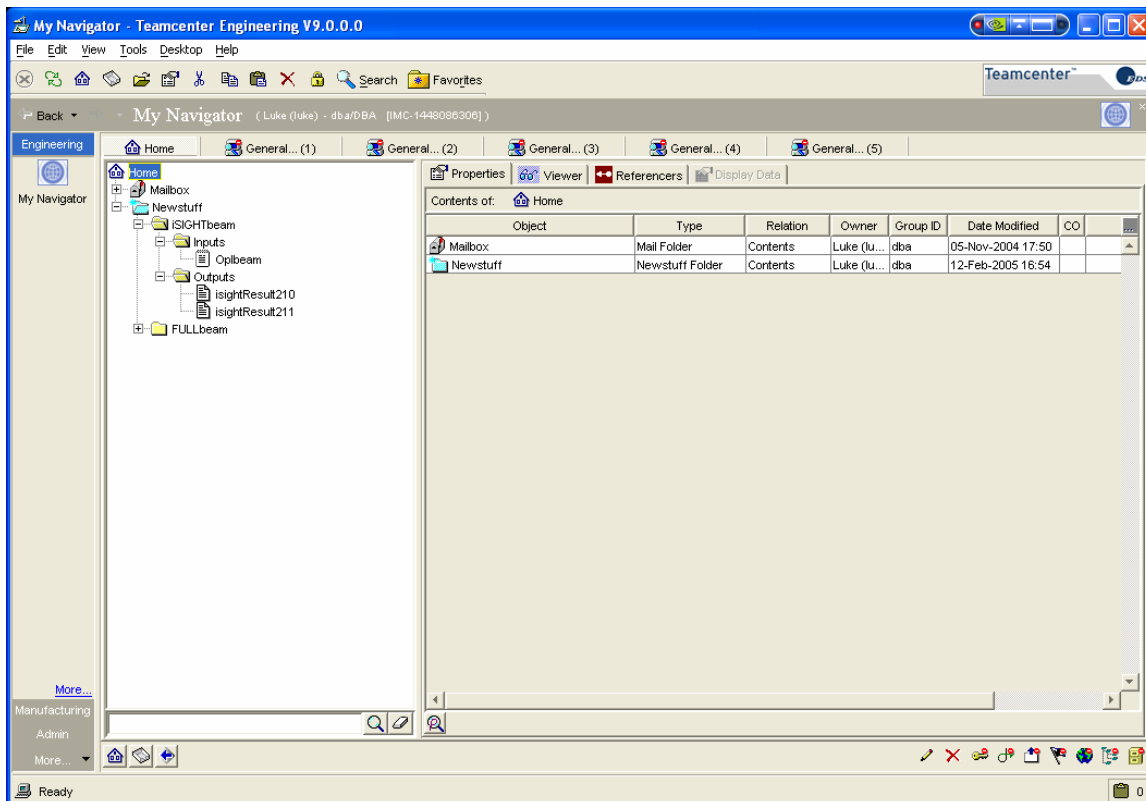 My Navigator - Teamcenter Engineering V9.0.0.0
File Edit View Tools Desktop Help
Search Favorites
Teamcenter™
Back My Navigator ( Luke (luke) - dba/DBA [IMC-1448086306] )
Engineering
Home General... (1) General... (2) General... (3) General... (4) General... (5)
My Navigator
Home
Mailbox
Newstuff
iSIGHTbeam
Inputs
Oplbeam
Outputs
isightResult210
isightResult211
FULLbeam
Properties Viewer Referencers Display Data
Contents of: Home
Object Type Relation Owner Group ID Date Modified CO ...
Mailbox Mail Folder Contents Luke (lu... dba 05-Nov-2004 17:50
Newstuff Newstuff Folder Contents Luke (lu... dba 12-Feb-2005 16:54
More...
Manufacturing
Admin
More...
Ready
0